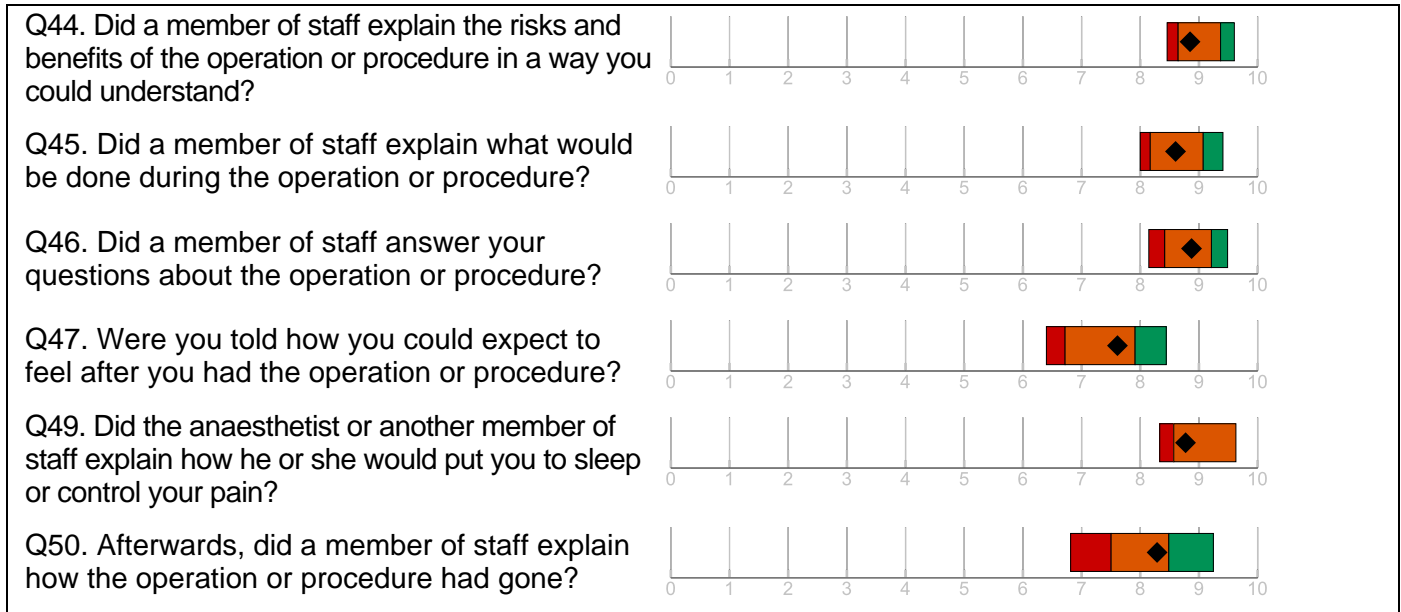 Q44. Did a member of staff explain the risks and
benefits of the operation or procedure in a way you
could understand?
0 1 2 3 4 5 6 7 8 9 10
Q45. Did a member of staff explain what would
be done during the operation or procedure?
0 1 2 3 4 5 6 7 8 9 10
Q46. Did a member of staff answer your
questions about the operation or procedure?
0 1 2 3 4 5 6 7 8 9 10
Q47. Were you told how you could expect to
feel after you had the operation or procedure?
0 1 2 3 4 5 6 7 8 9 10
Q49. Did the anaesthetist or another member of
staff explain how he or she would put you to sleep
or control your pain?
0 1 2 3 4 5 6 7 8 9 10
Q50. Afterwards, did a member of staff explain
how the operation or procedure had gone?
0 1 2 3 4 5 6 7 8 9 10